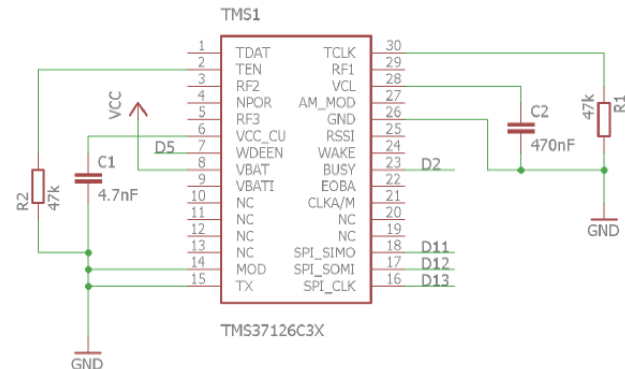 TMS1
1 TDAT TCLK 30
2 TEN RF1 29
3 RF2 VCL 28
4 NPOR AM_MOD 27
5 RF3 GND 26
6 VCC_CU RSSI 25
D5 7 WDEEN WAKE 24
8 VBAT BUSY 23 D2
9 VBATI EOBA 22
10 NC CLKA/M 21
11 NC NC 20
12 NC NC 19
13 NC SPI_SIMO 18 D11
14 MOD SPI_SOMI 17 D12
15 TX SPI_CLK 16 D13
TMS37126C3X
VCC
C1
4.7nF
R2
47k
GND
C2
470nF
47k
R1
GND